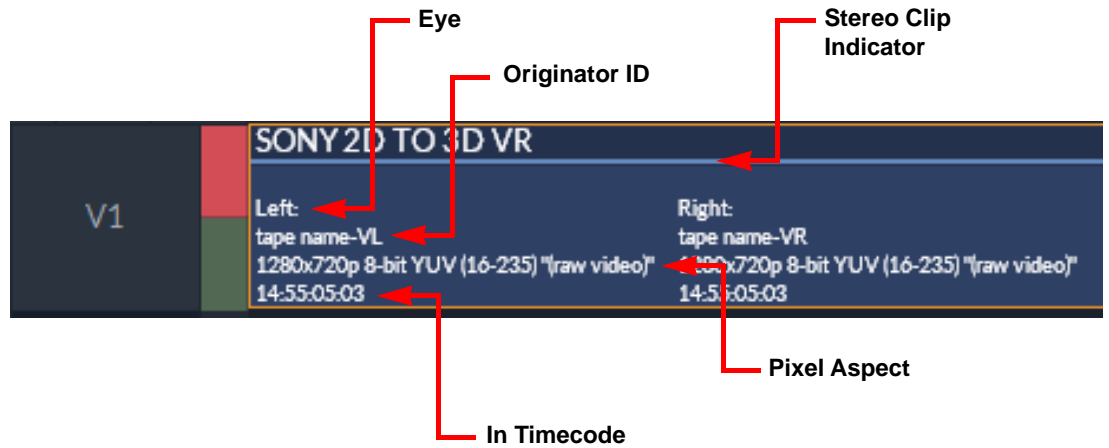 Eye
Stereo Clip
Indicator
Originator ID
SONY 2D TO 3D VR
V1
Left:
tape name-VL
1280x720p 8-bit YUV (16-235) "(raw video)"
14:55:05:03
Right:
tape name-VR
1280x720p 8-bit YUV (16-235) "(raw video)"
14:55:05:03
Pixel Aspect
In Timecode